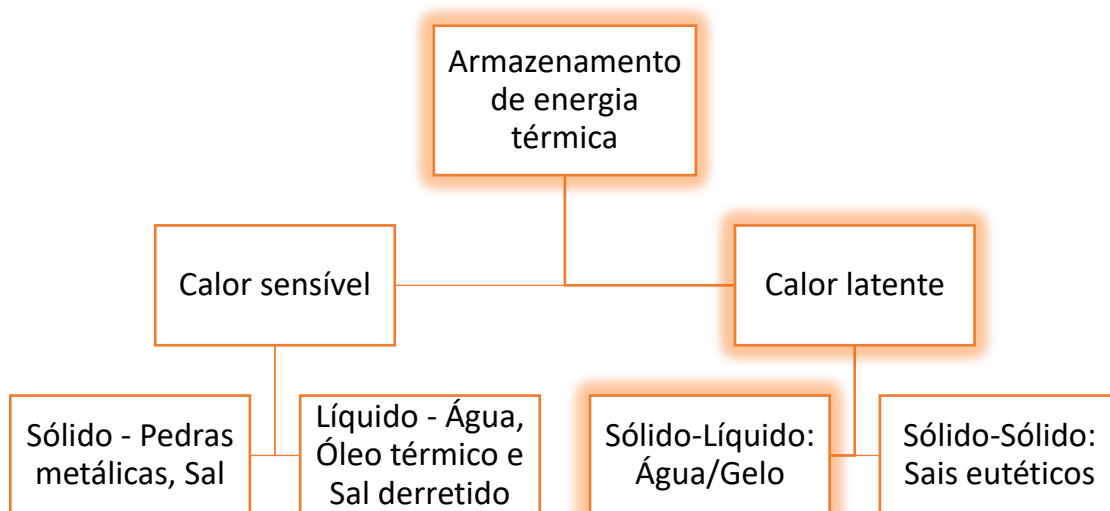 Armazenamento
de energia
térmica
Calor sensível
Calor latente
Sólido - Pedras
metálicas, Sal
Líquido - Água,
Óleo térmico e
Sal derretido
Sólido-Líquido:
Água/Gelo
Sólido-Sólido:
Sais eutéticos